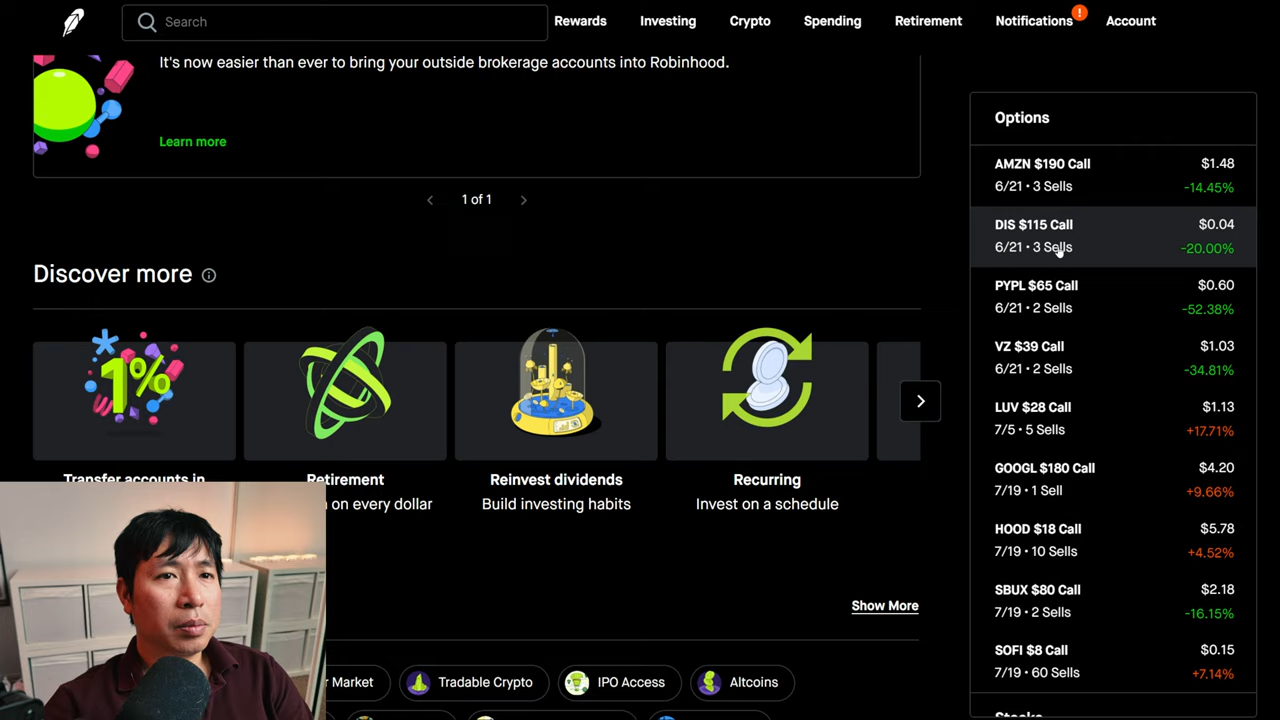 Search
Rewards
Investing
Crypto
Spending
Retirement
Notifications
!
Account
It's now easier than ever to bring your outside brokerage accounts into Robinhood.
Learn more
1 of 1
Discover more
1%
Transfer accounts in
Retirement
on every dollar
Reinvest dividends
Build investing habits
Recurring
Invest on a schedule
Show More
Market
Tradable Crypto
IPO Access
Altcoins
Options
AMZN $190 Call $1.48
6/21 • 3 Sells -14.45%
DIS $115 Call $0.04
6/21 • 3 Sells -20.00%
PYPL $65 Call $0.60
6/21 • 2 Sells -52.38%
VZ $39 Call $1.03
6/21 • 2 Sells -34.81%
LUV $28 Call $1.13
7/5 • 5 Sells +17.71%
GOOGL $180 Call $4.20
7/19 • 1 Sell +9.66%
HOOD $18 Call $5.78
7/19 • 10 Sells +4.52%
SBUX $80 Call $2.18
7/19 • 2 Sells -16.15%
SOFI $8 Call $0.15
7/19 • 60 Sells +7.14%